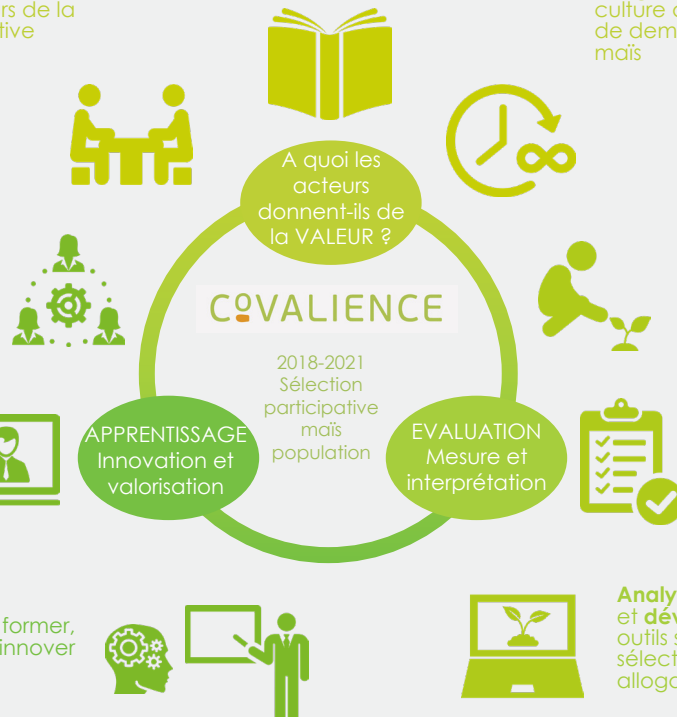 rs de la
tive
culture
de dem
maïs
A quoi les
acteurs
donnent-ils de
la VALEUR ?
COVALIENCE
2018-2021
Sélection
participative
maïs
population
APPRENTISSAGE
Innovation et
valorisation
EVALUATION
Mesure et
interprétation
former,
innover
Analy
et dév
outils s
sélect
alloga